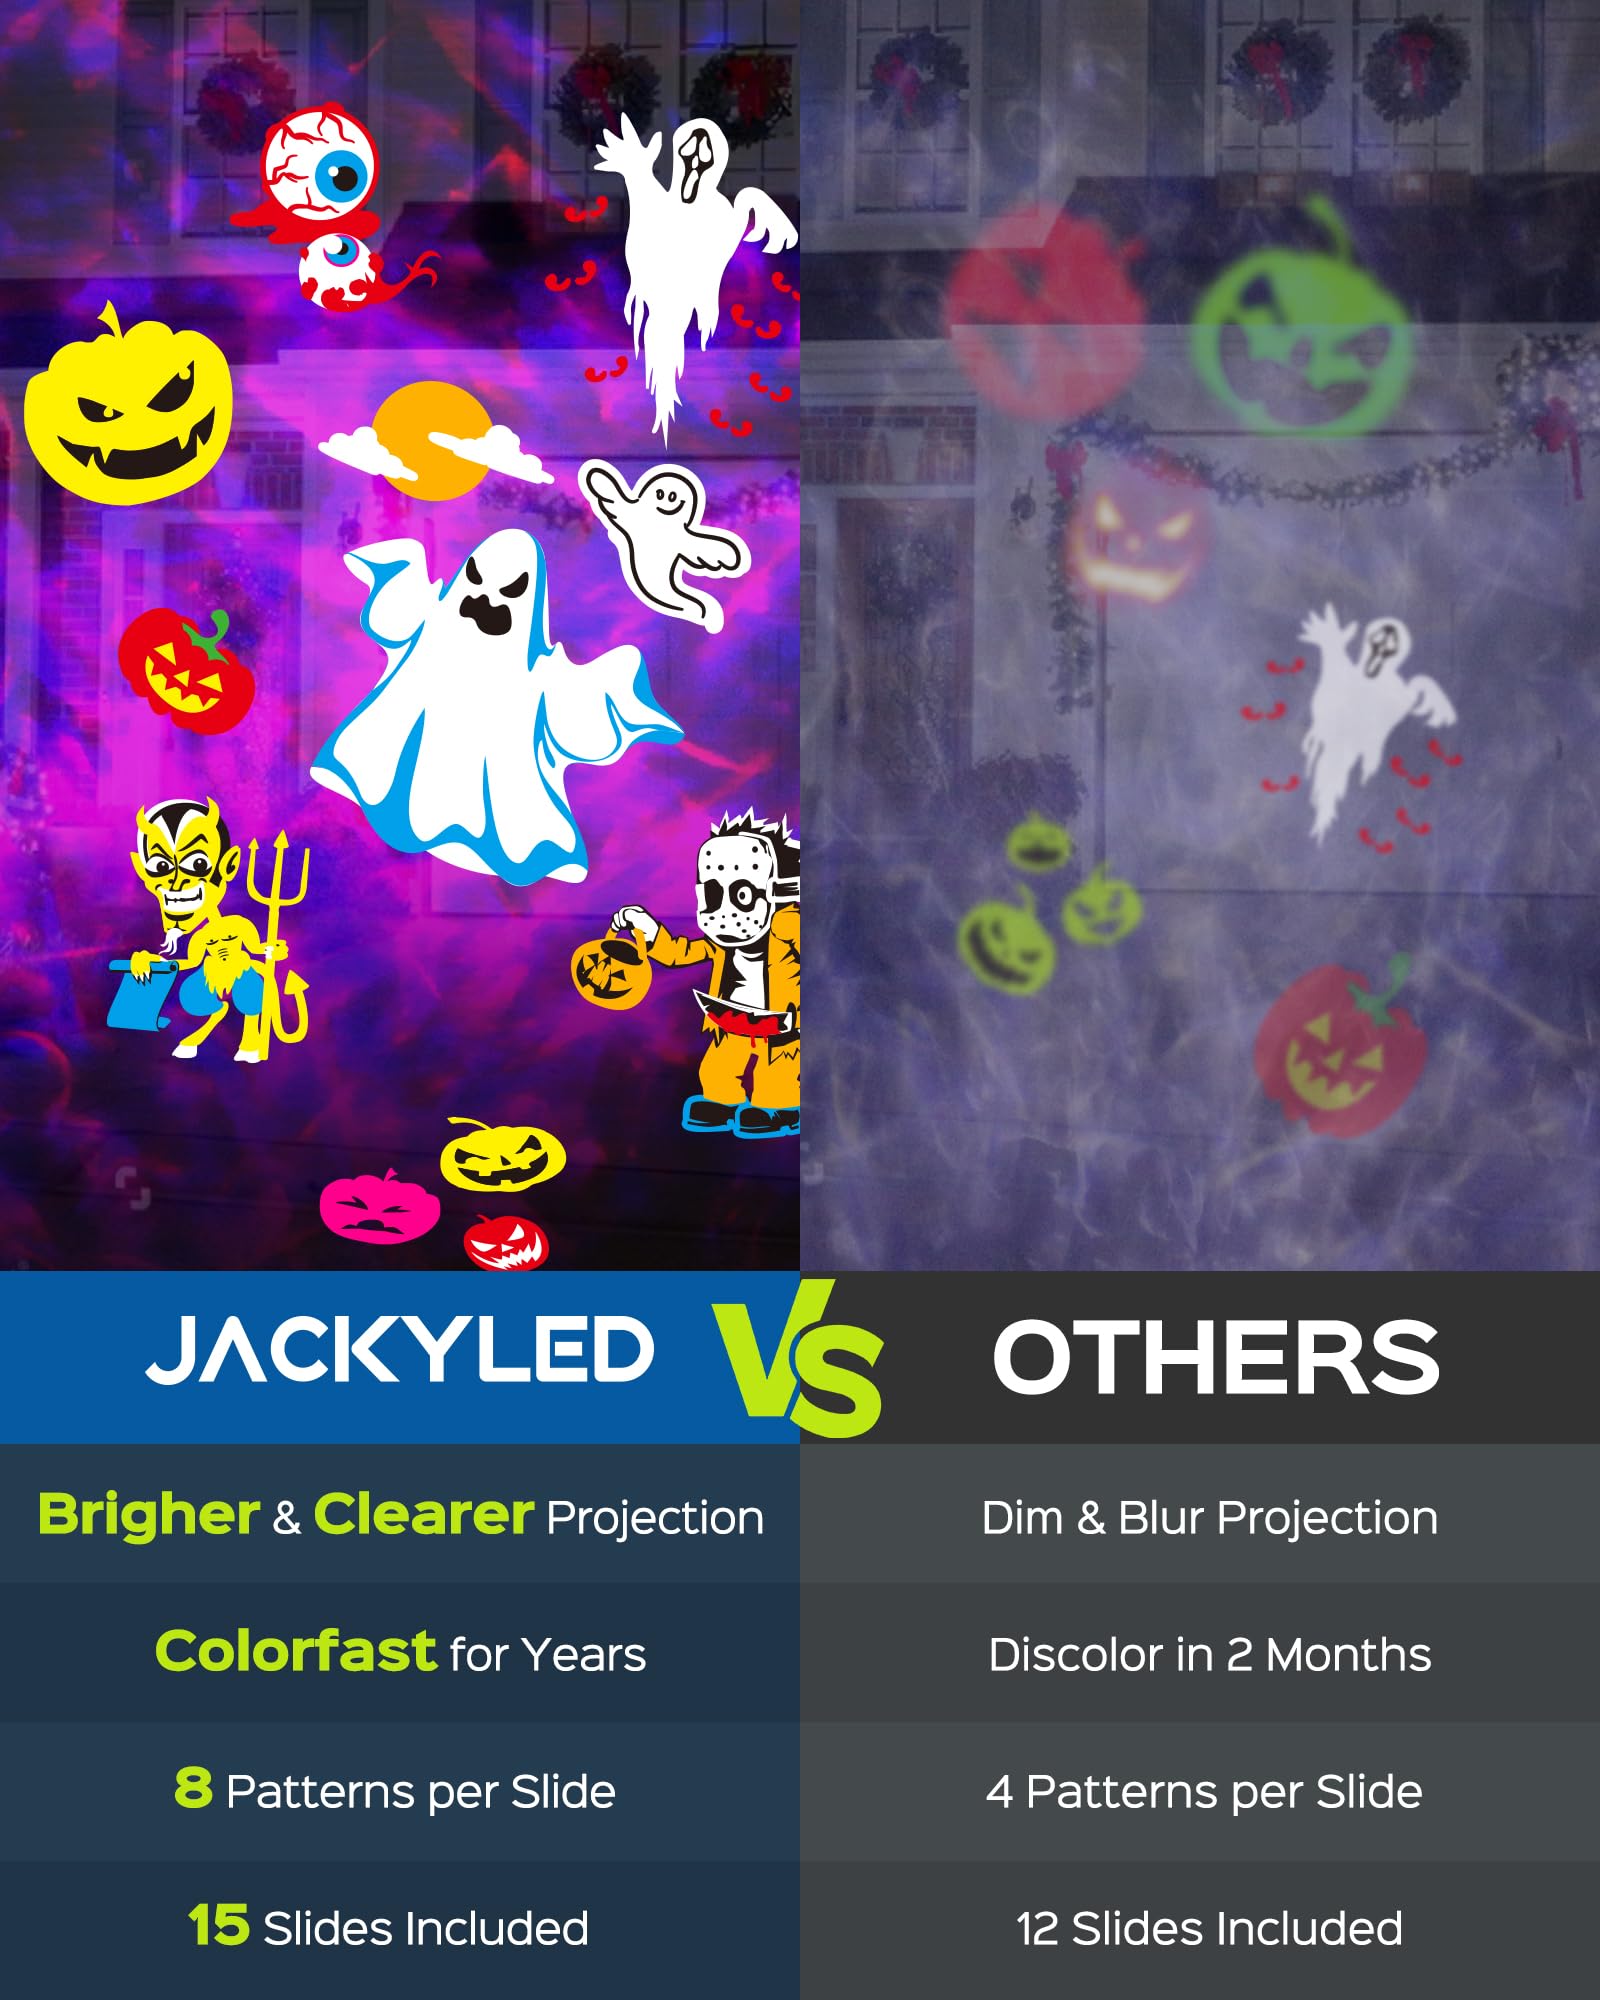 JACKYLED
VS
OTHERS
Brigher & Clearer Projection
Dim & Blur Projection
Colorfast for Years
Discolor in 2 Months
8 Patterns per Slide
4 Patterns per Slide
15 Slides Included
12 Slides Included